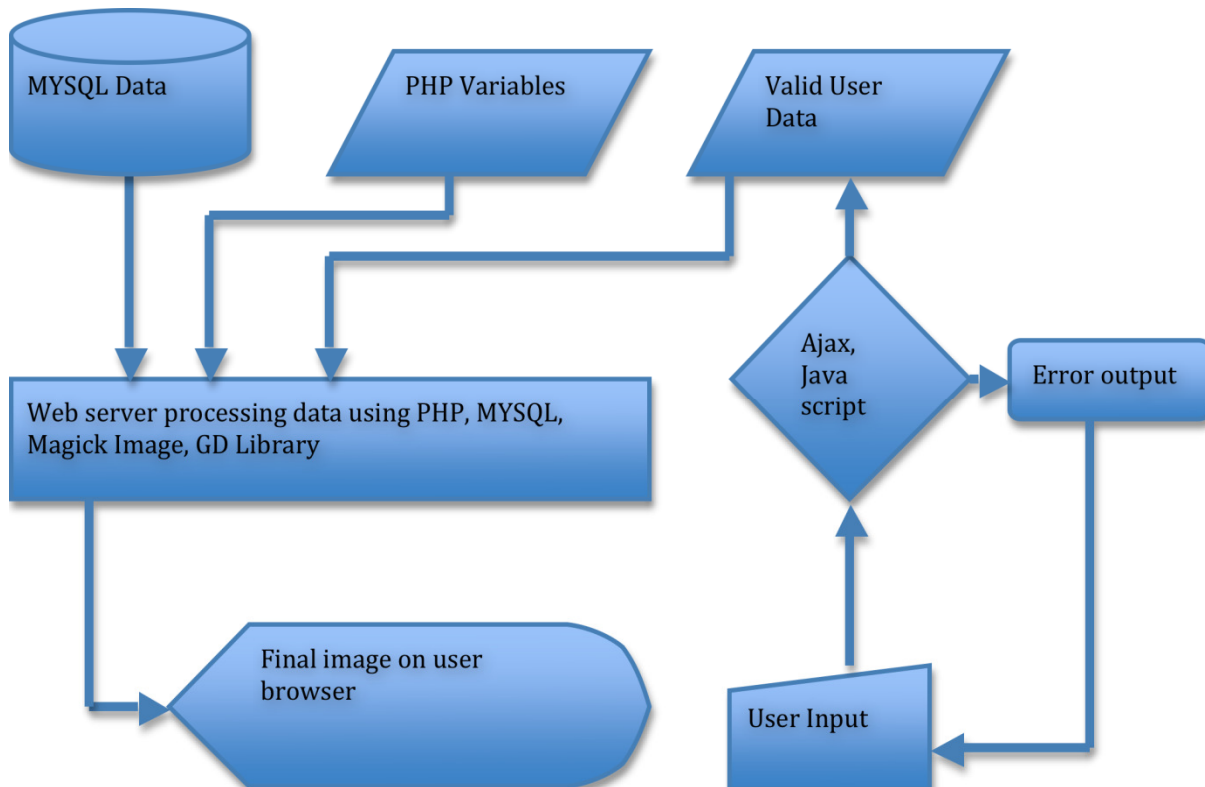 MYSQL Data
PHP Variables
Valid User
Data
Ajax,
Java
script
Error output
Web server processing data using PHP, MYSQL,
Magick Image, GD Library
Final image on user
browser
User Input